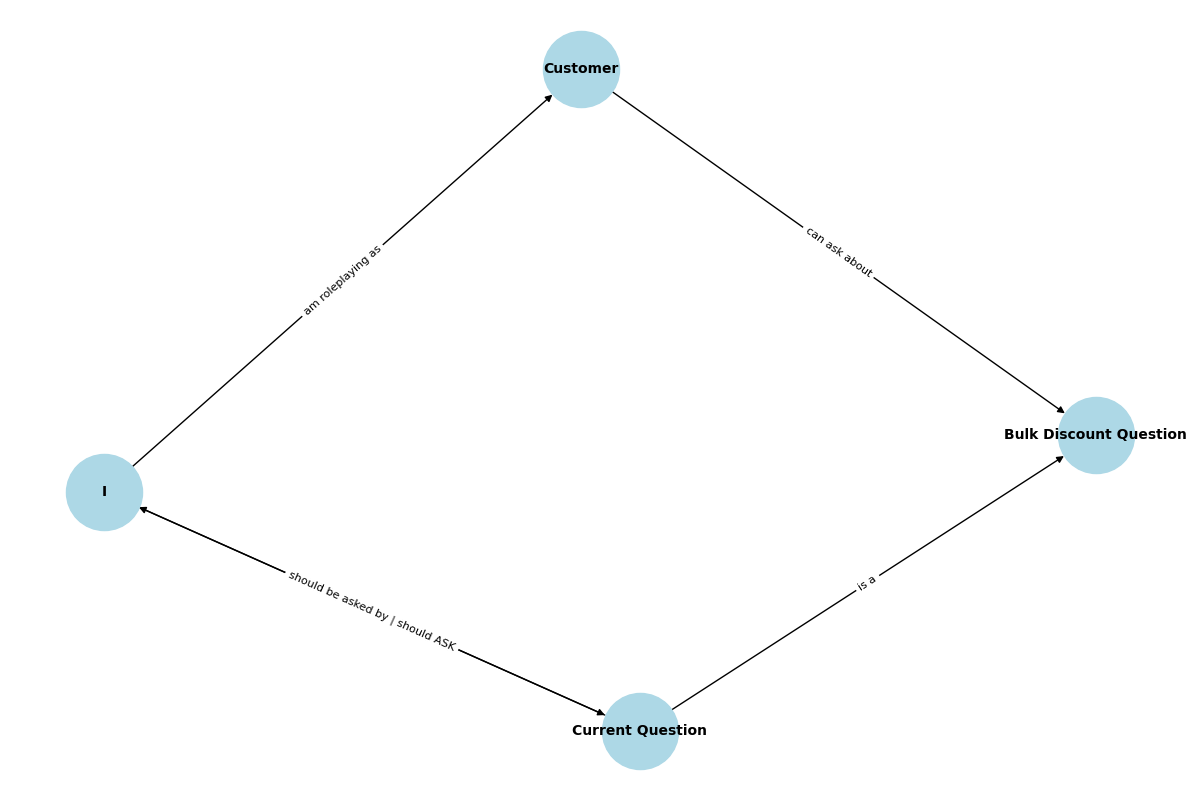 Customer
can ask about
am roleplaying as
Bulk Discount Question
I
should be asked by | should ASK
is a
Current Question